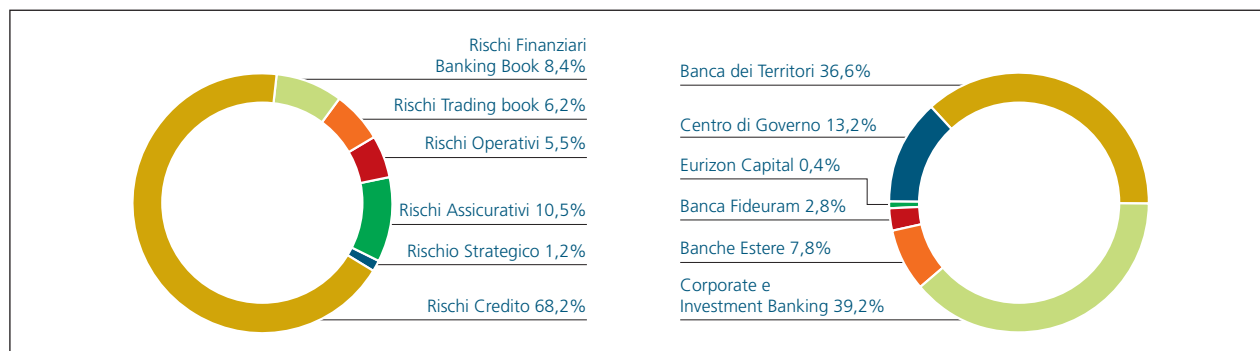 Rischi Finanziari
Banking Book 8,4%
Rischi Trading book 6,2%
Rischi Operativi 5,5%
Rischi Assicurativi 10,5%
Rischio Strategico 1,2%
Rischi Credito 68,2%
Banca dei Territori 36,6%
Centro di Governo 13,2%
Eurizon Capital 0,4%
Banca Fideuram 2,8%
Banche Estere 7,8%
Corporate e
Investment Banking 39,2%